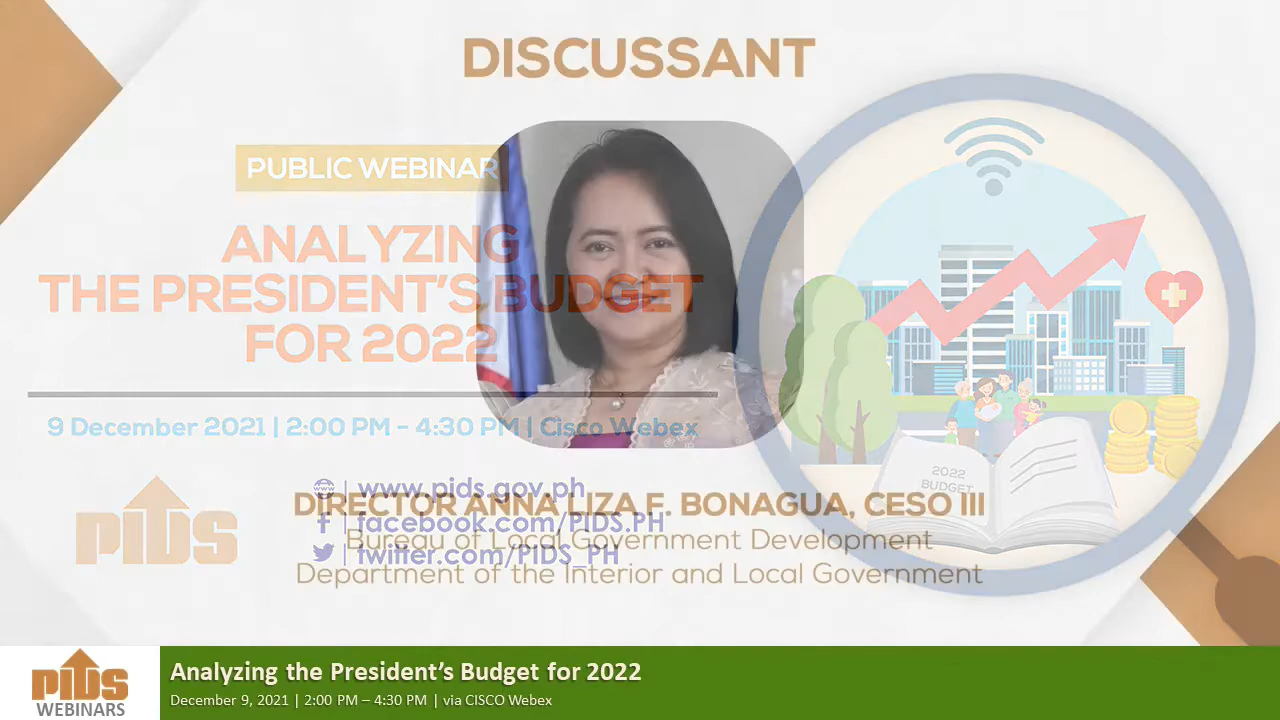 DISCUSSANT
PUBLIC WEBINAR
ANALYZING
THE PRESIDENT'S BUDGET
FOR 2022
9 December 2021 | 2:00 PM – 4:30 PM | Cisco Webex
2022
BUDGET
pids
| www.pids.gov.ph
| facebook.com/PIDS.PH
| twitter.com/PIDS_PH
DIRECTOR ANNA LIZA F. BONAGUA, CESO III
Bureau of Local Government Development
Department of the Interior and Local Government
pids
WEBINARS
Analyzing the President's Budget for 2022
December 9, 2021 | 2:00 PM – 4:30 PM | via CISCO Webex